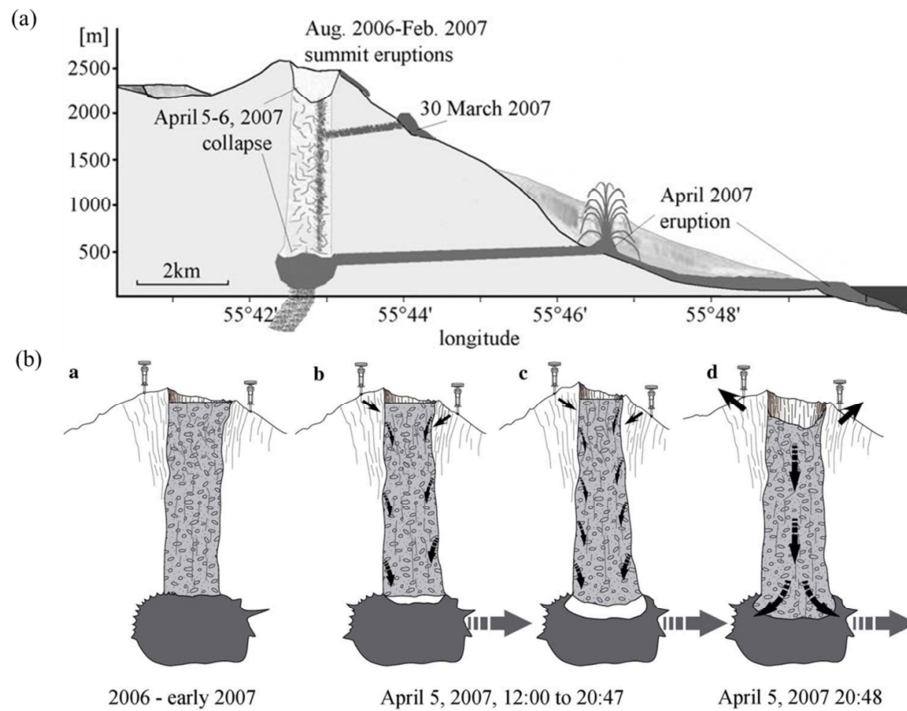 (a)
[m]
2500
2000
1500
1000
500
Aug. 2006-Feb. 2007
summit eruptions
April 5-6, 2007
collapse
30 March 2007
April 2007
eruption
2km
55°42'
55°44'
55°46'
55°48'
longitude
(b)
a
b
c
d
2006 - early 2007
April 5, 2007, 12:00 to 20:47
April 5, 2007 20:48